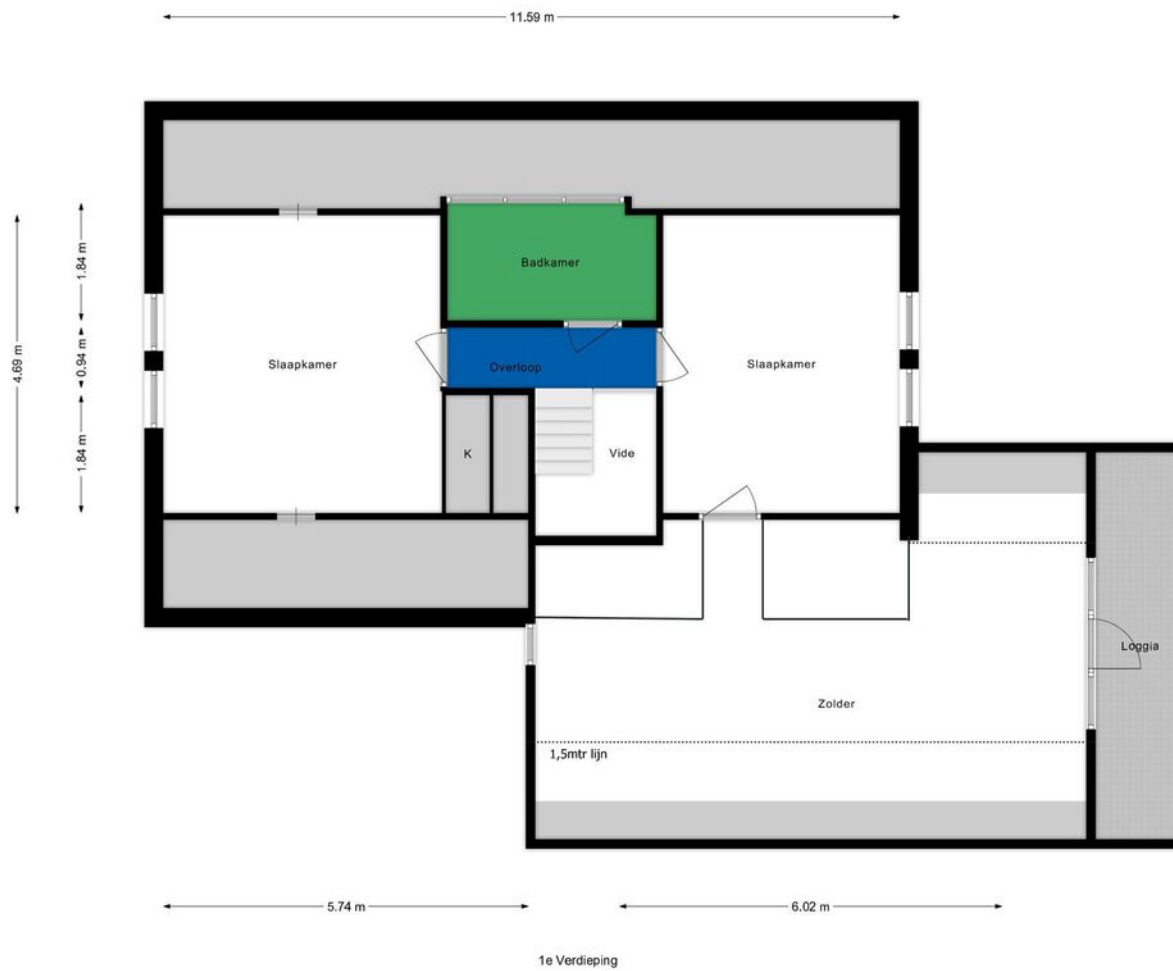 11.59 m
1.84 m
4.69 m
0.94 m
1.84 m
Badkamer
Slaapkamer
Overloop
Slaapkamer
K
Vide
Loggia
Zolder
1,5mtr lijn
5.74 m
6.02 m
1e Verdieping